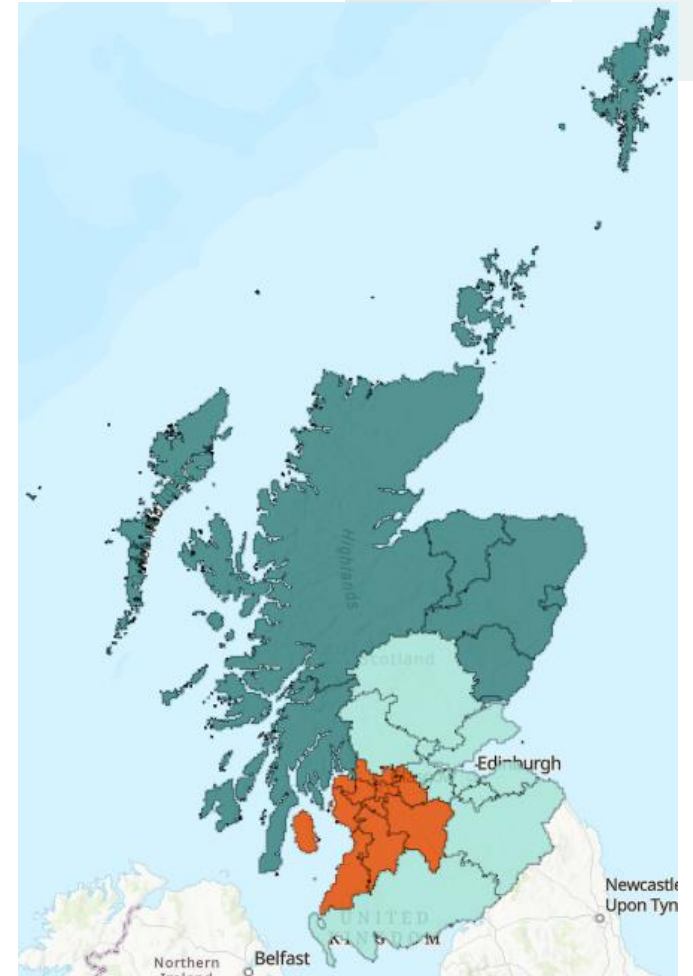 Highlands
Scotland
Edinburgh
Newcastle
Upon Tyn
UNITED
KINGDOM
Northern
Ireland
Belfast